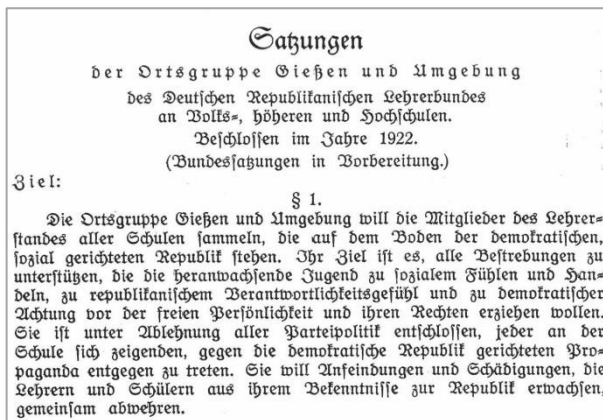 Satzungen
der Ortsgruppe Gießen und Umgebung
des Deutschen Republikanischen Lehrerbundes
an Volks-, höheren und Hochschulen.
Beschlossen im Jahre 1922.
(Bundessatzungen in Vorbereitung.)
Ziel:
§ 1.
Die Ortsgruppe Gießen und Umgebung will die Mitglieder des Lehrer-
standes aller Schulen sammeln, die auf dem Boden der demokratischen,
sozial gerichteten Republik stehen. Ihr Ziel ist es, alle Bestrebungen zu
unterstützen, die die heranwachsende Jugend zu sozialem Fühlen und Han-
deln, zu republikanischem Verantwortlichkeitsgefühl und zu demokratischer
Achtung vor der freien Persönlichkeit und ihren Rechten erziehen wollen.
Sie ist unter Ablehnung aller Parteipolitik entschlossen, jeder an der
Schule sich zeigenden, gegen die demokratische Republik gerichteten Pro-
paganda entgegen zu treten. Sie will Anfeindungen und Schädigungen, die
Lehrern und Schülern aus ihrem Bekenntnisse zur Republik erwachsen,
gemeinsam abwehren.